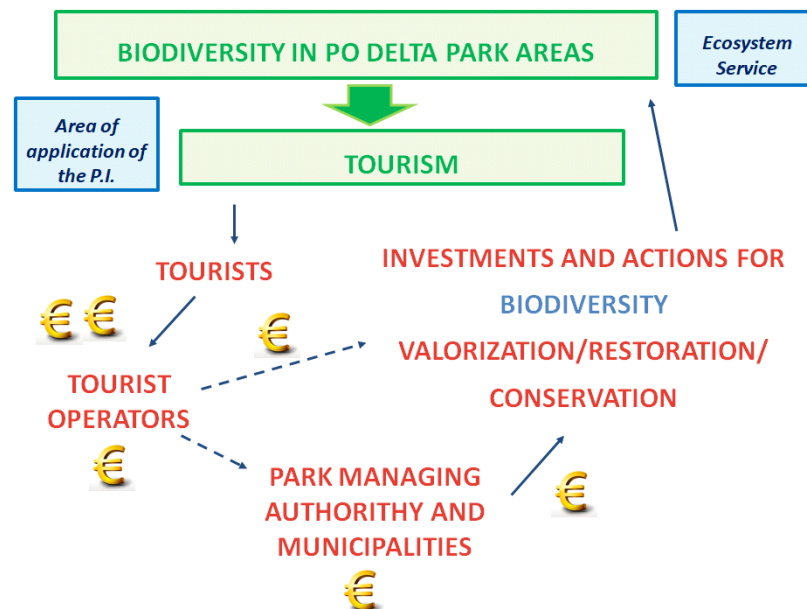 BIODIVERSITY IN PO DELTA PARK AREAS
Ecosystem
Service
Area of
application of
the P.I.
TOURISM
TOURISTS
INVESTMENTS AND ACTIONS FOR
BIODIVERSITY
VALORIZATION/RESTORATION/
CONSERVATION
€ €
€
TOURIST
OPERATORS
€
PARK MANAGING
AUTHORITHY AND
MUNICIPALITIES
€
€